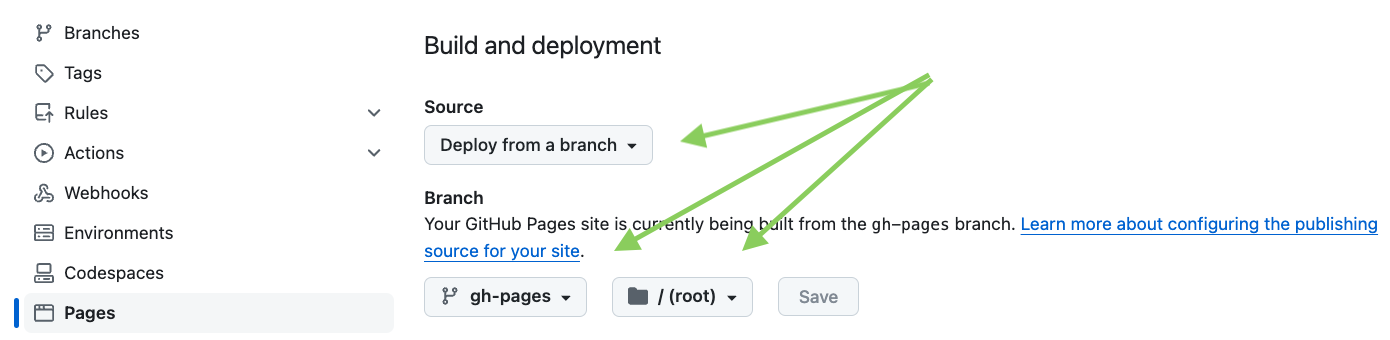 Branches
Tags
Rules
Actions
Webhooks
Environments
Codespaces
Pages
Build and deployment
Source
Deploy from a branch
Branch
Your GitHub Pages site is currently being built from the gh-pages branch. Learn more about configuring the publishing
source for your site.
gh-pages
/ (root)
Save